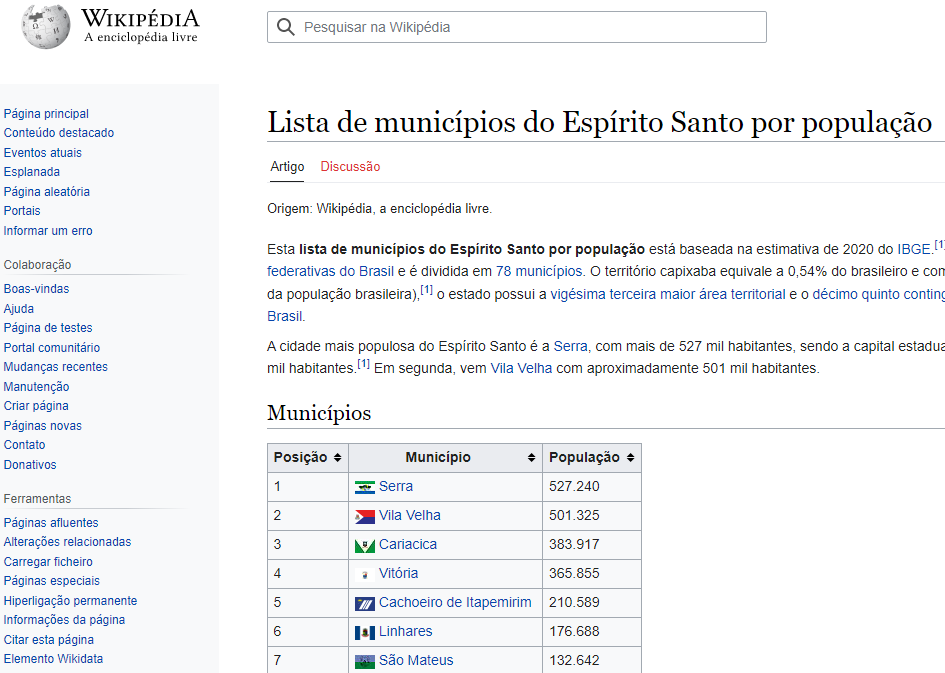 WIKIPÉDIA
A enciclopédia livre
Pesquisar na Wikipédia
Página principal
Conteúdo destacado
Eventos atuais
Esplanada
Página aleatória
Portais
Informar um erro
Colaboração
Boas-vindas
Ajuda
Página de testes
Portal comunitário
Mudanças recentes
Manutenção
Criar página
Páginas novas
Contato
Donativos
Ferramentas
Páginas afluentes
Alterações relacionadas
Carregar ficheiro
Páginas especiais
Hiperligação permanente
Informações da página
Citar esta página
Elemento Wikidata
Lista de municípios do Espírito Santo por população
Artigo Discussão
Origem: Wikipédia, a enciclopédia livre.
Esta lista de municípios do Espírito Santo por população está baseada na estimativa de 2020 do IBGE.[1]
federativas do Brasil e é dividida em 78 municípios. O território capixaba equivale a 0,54% do brasileiro e com
da população brasileira),[1] o estado possui a vigésima terceira maior área territorial e o décimo quinto conting
Brasil.
A cidade mais populosa do Espírito Santo é a Serra, com mais de 527 mil habitantes, sendo a capital estadua
mil habitantes.[1] Em segunda, vem Vila Velha com aproximadamente 501 mil habitantes.
Municípios
Posição Município População
1 Serra 527.240
2 Vila Velha 501.325
3 Cariacica 383.917
4 Vitória 365.855
5 Cachoeiro de Itapemirim 210.589
6 Linhares 176.688
7 São Mateus 132.642